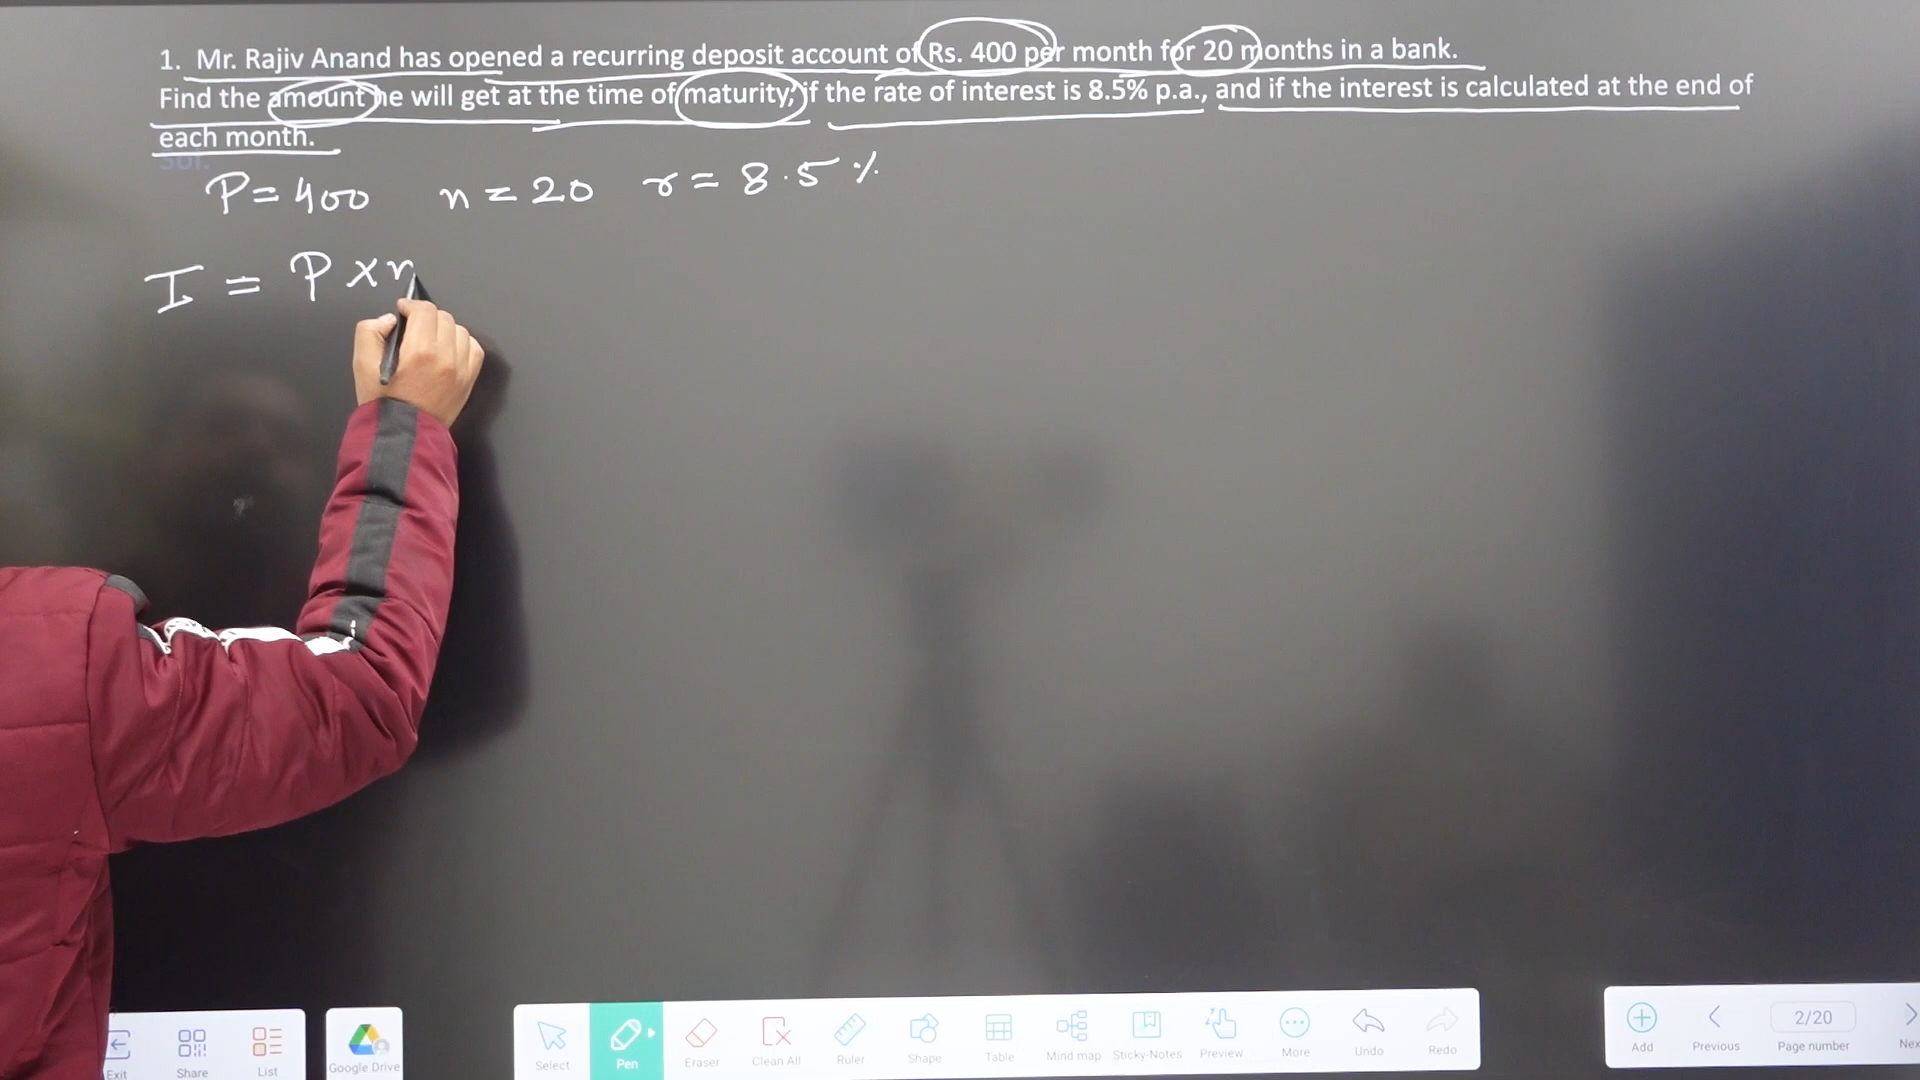 1. Mr. Rajiv Anand has opened a recurring deposit account of Rs. 400 per month for 20 months in a bank.
Find the amount he will get at the time of maturity, if the rate of interest is 8.5% p.a., and if the interest is calculated at the end of
each month.
Sol.
P = 400 n = 20 r = 8.5 %
I = P × n
Exit Share List Google Drive Select Pen Eraser Clean All Ruler Shape Table Mind map Sticky-Notes Preview More Undo Redo Add Previous 2/20 Page number Nex